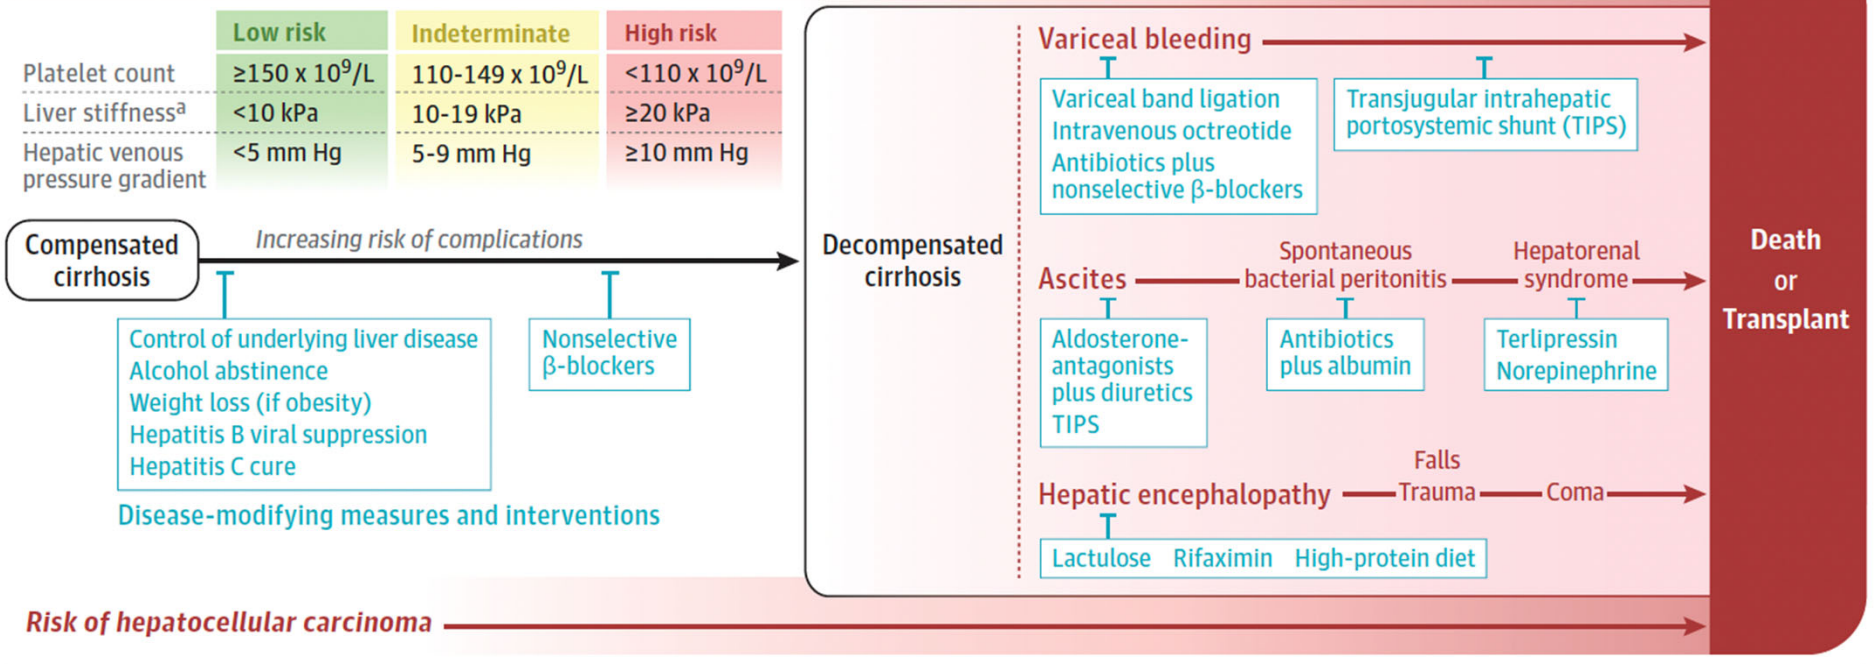 Low risk Indeterminate High risk
Platelet count ≥150 x 10⁹/L 110-149 x 10⁹/L <110 x 10⁹/L
Liver stiffnessᵃ <10 kPa 10-19 kPa ≥20 kPa
Hepatic venous
pressure gradient
<5 mm Hg 5-9 mm Hg ≥10 mm Hg
Compensated
cirrhosis
Increasing risk of complications
Control of underlying liver disease
Alcohol abstinence
Weight loss (if obesity)
Hepatitis B viral suppression
Hepatitis C cure
Nonselective
β-blockers
Disease-modifying measures and interventions
Decompensated
cirrhosis
Variceal bleeding
Variceal band ligation
Intravenous octreotide
Antibiotics plus
nonselective β-blockers
Transjugular intrahepatic
portosystemic shunt (TIPS)
Ascites
Spontaneous
bacterial peritonitis
Hepatorenal
syndrome
Aldosterone-
antagonists
plus diuretics
TIPS
Antibiotics
plus albumin
Terlipressin
Norepinephrine
Hepatic encephalopathy
Falls
Trauma
Coma
Lactulose Rifaximin High-protein diet
Death
or
Transplant
Risk of hepatocellular carcinoma